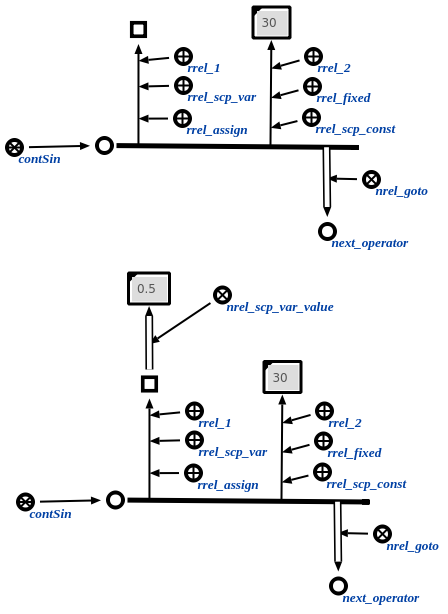 30
rrel_1
rrel_2
rrel_scp_var
rrel_fixed
rrel_assign
rrel_scp_const
contSin
nrel_goto
next_operator
0.5
nrel_scp_var_value
30
rrel_1
rrel_2
rrel_scp_var
rrel_fixed
rrel_assign
rrel_scp_const
contSin
nrel_goto
next_operator